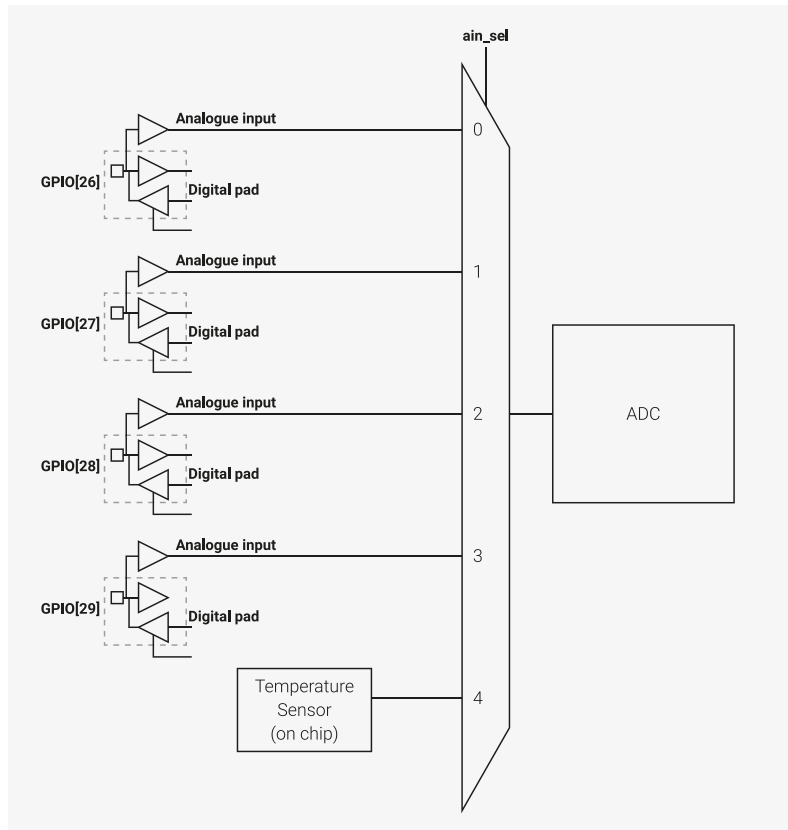 ain_sel
Analogue input
0
GPIO[26]
Digital pad
Analogue input
1
GPIO[27]
Digital pad
Analogue input
2
ADC
GPIO[28]
Digital pad
Analogue input
3
GPIO[29]
Digital pad
Temperature
Sensor
(on chip)
4